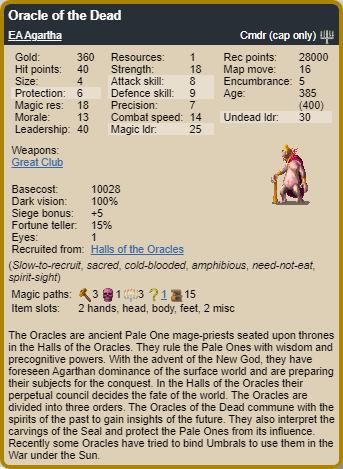 Oracle of the Dead
EA Agartha Cmdr (cap only)
Gold: 360 Resources: 1 Rec points: 28000
Hit points: 40 Strength: 18 Map move: 16
Size: 4 Attack skill: 8 Encumbrance: 5
Protection: 6 Defence skill: 9 Age: 385
Magic res: 18 Precision: 7 (400)
Morale: 13 Combat speed: 14 Undead ldr: 30
Leadership: 40 Magic ldr: 25
Weapons:
Great Club
Basecost: 10028
Dark vision: 100%
Siege bonus: +5
Fortune teller: 15%
Eyes: 1
Recruited from: Halls of the Oracles
(Slow-to-recruit, sacred, cold-blooded, amphibious, need-not-eat,
spirit-sight)
Magic paths: 3 1 3 ?1 15
Item slots: 2 hands, head, body, feet, 2 misc
The Oracles are ancient Pale One mage-priests seated upon thrones
in the Halls of the Oracles. They rule the Pale Ones with wisdom and
precognitive powers. With the advent of the New God, they have
foreseen Agarthan dominance of the surface world and are preparing
their subjects for the conquest. In the Halls of the Oracles their
perpetual council decides the fate of the world. The Oracles are
divided into three orders. The Oracles of the Dead commune with the
spirits of the past to gain insights of the future. They also interpret the
carvings of the Seal and protect the Pale Ones from its influence.
Recently some Oracles have tried to bind Umbrals to use them in the
War under the Sun.